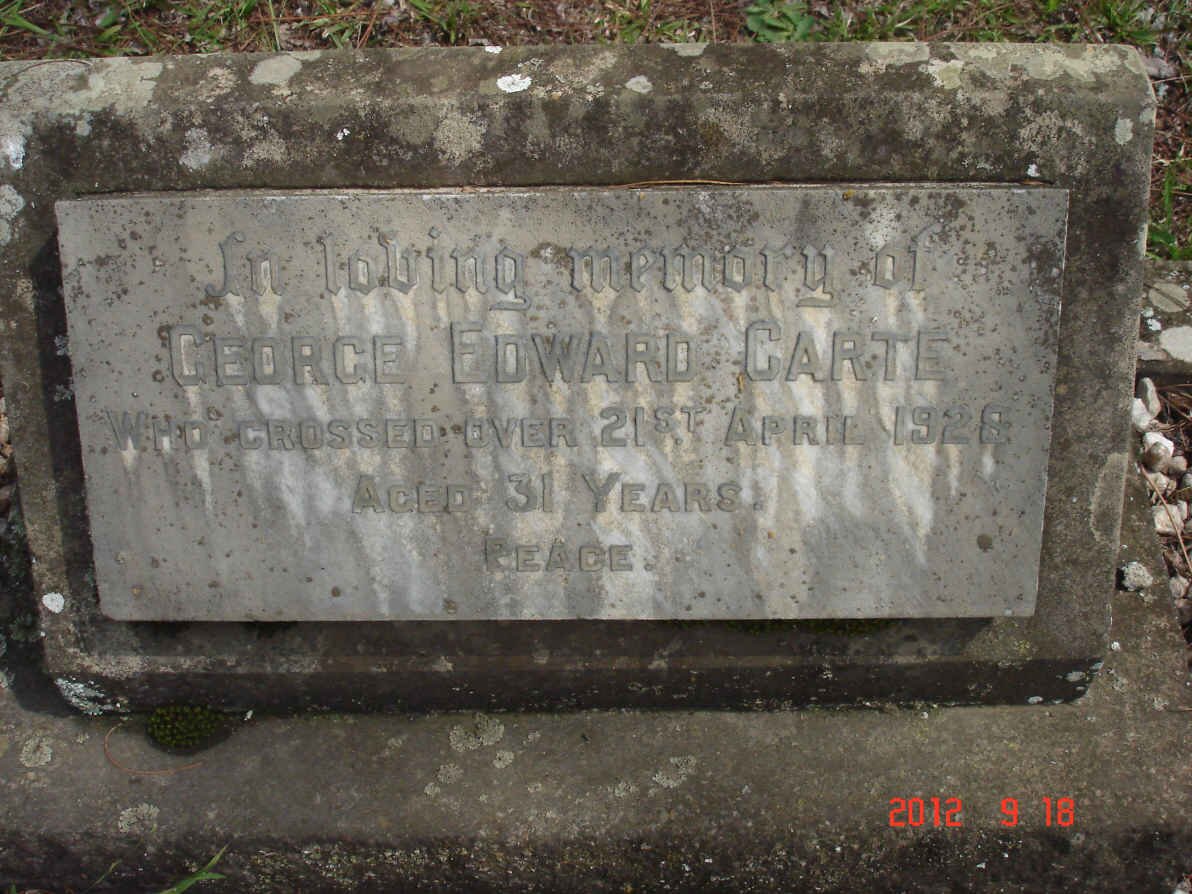 In loving memory of
GEORGE EDWARD CARTE
WHO CROSSED OVER 21ST APRIL 1928
AGED 31 YEARS.
PEACE.
2012 9 18